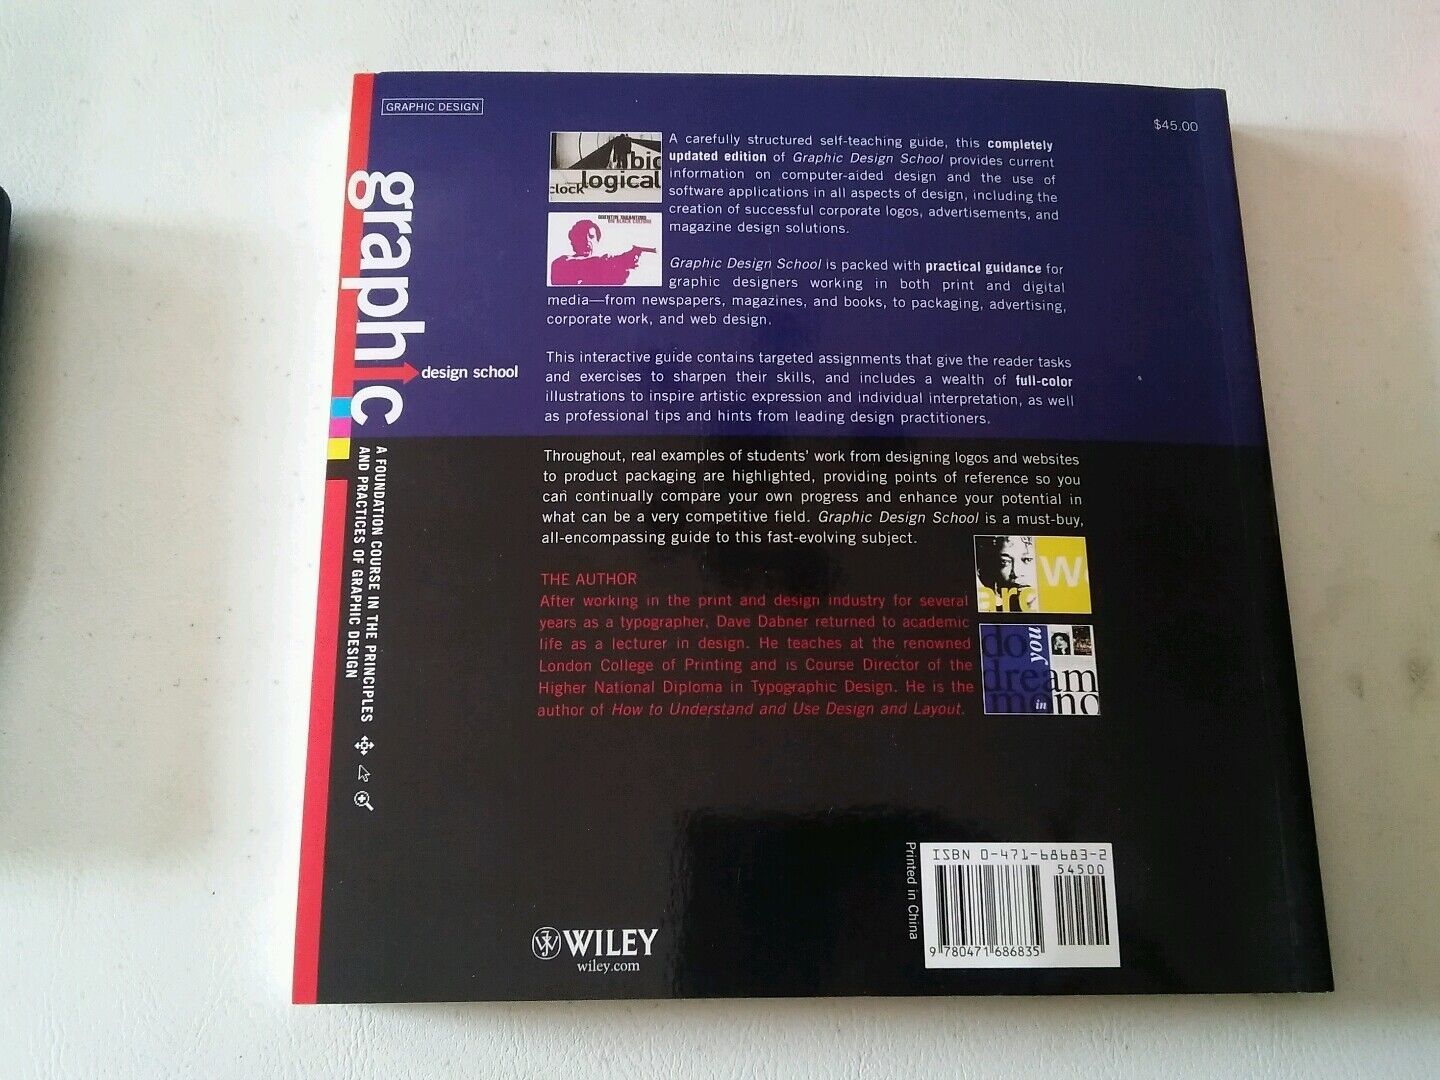 GRAPHIC DESIGN
$45.00
graphic
design school
A FOUNDATION COURSE IN THE PRINCIPLES
AND PRACTICES OF GRAPHIC DESIGN
bio
logical
clock
QUENTIN TARANTINO
ON BLACK CULTURE
A carefully structured self-teaching guide, this completely
updated edition of Graphic Design School provides current
information on computer-aided design and the use of
software applications in all aspects of design, including the
creation of successful corporate logos, advertisements, and
magazine design solutions.
Graphic Design School is packed with practical guidance for
graphic designers working in both print and digital
media—from newspapers, magazines, and books, to packaging, advertising,
corporate work, and web design.
This interactive guide contains targeted assignments that give the reader tasks
and exercises to sharpen their skills, and includes a wealth of full-color
illustrations to inspire artistic expression and individual interpretation, as well
as professional tips and hints from leading design practitioners.
Throughout, real examples of students' work from designing logos and websites
to product packaging are highlighted, providing points of reference so you
can continually compare your own progress and enhance your potential in
what can be a very competitive field. Graphic Design School is a must-buy,
all-encompassing guide to this fast-evolving subject.
THE AUTHOR
After working in the print and design industry for several
years as a typographer, Dave Dabner returned to academic
life as a lecturer in design. He teaches at the renowned
London College of Printing and is Course Director of the
Higher National Diploma in Typographic Design. He is the
author of How to Understand and Use Design and Layout.
do
you
dream
in
mono
WILEY
wiley.com
Printed in China
ISBN 0-471-68683-2
54500
9 780471 686835